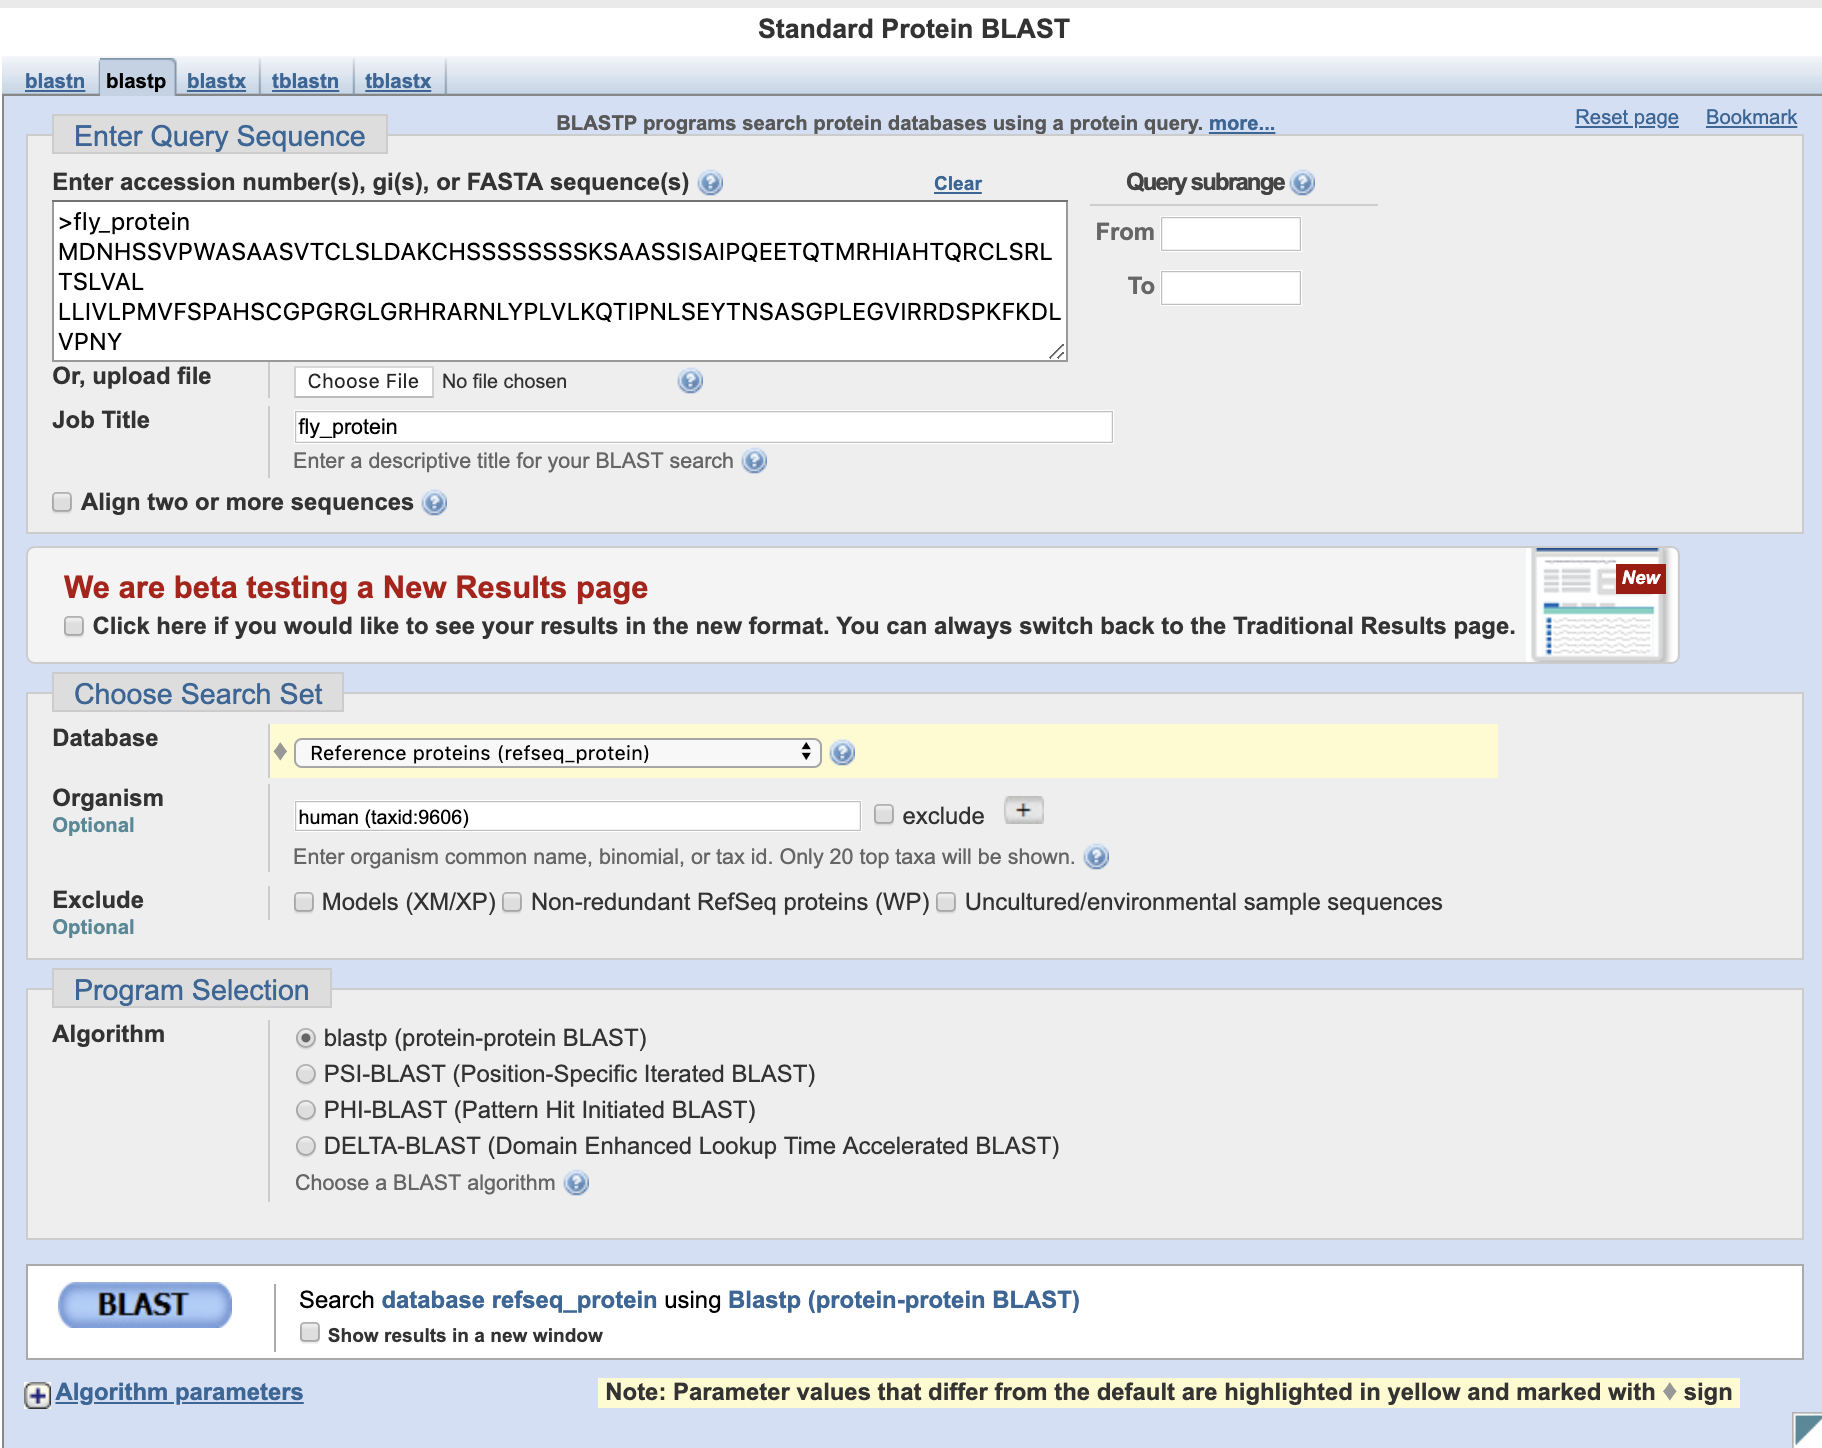 Standard Protein BLAST
blastn blastp blastx tblastn tblastx
Enter Query Sequence
BLASTP programs search protein databases using a protein query. more...
Reset page Bookmark
Enter accession number(s), gi(s), or FASTA sequence(s)
Clear
Query subrange
>fly_protein
MDNHSSVPWASAASVTCLSLDAKCHSSSSSSSSKSAASSISAIPQEETQTMRHIAHTQRCLSRL
TSLVAL
LLIVLPMVFSPAHSCGPGRGLGRHRARNLYPLVLKQTIPNLSEYTNSASGPLEGVIRRDSPKFKDL
VPNY
From
To
Or, upload file
Choose File No file chosen
Job Title
fly_protein
Enter a descriptive title for your BLAST search
Align two or more sequences
We are beta testing a New Results page
Click here if you would like to see your results in the new format. You can always switch back to the Traditional Results page.
New
Choose Search Set
Database
Reference proteins (refseq_protein)
Organism
Optional
human (taxid:9606)
exclude
+
Enter organism common name, binomial, or tax id. Only 20 top taxa will be shown.
Exclude
Optional
Models (XM/XP) Non-redundant RefSeq proteins (WP) Uncultured/environmental sample sequences
Program Selection
Algorithm
blastp (protein-protein BLAST)
PSI-BLAST (Position-Specific Iterated BLAST)
PHI-BLAST (Pattern Hit Initiated BLAST)
DELTA-BLAST (Domain Enhanced Lookup Time Accelerated BLAST)
Choose a BLAST algorithm
BLAST
Search database refseq_protein using Blastp (protein-protein BLAST)
Show results in a new window
Algorithm parameters
Note: Parameter values that differ from the default are highlighted in yellow and marked with ♦ sign